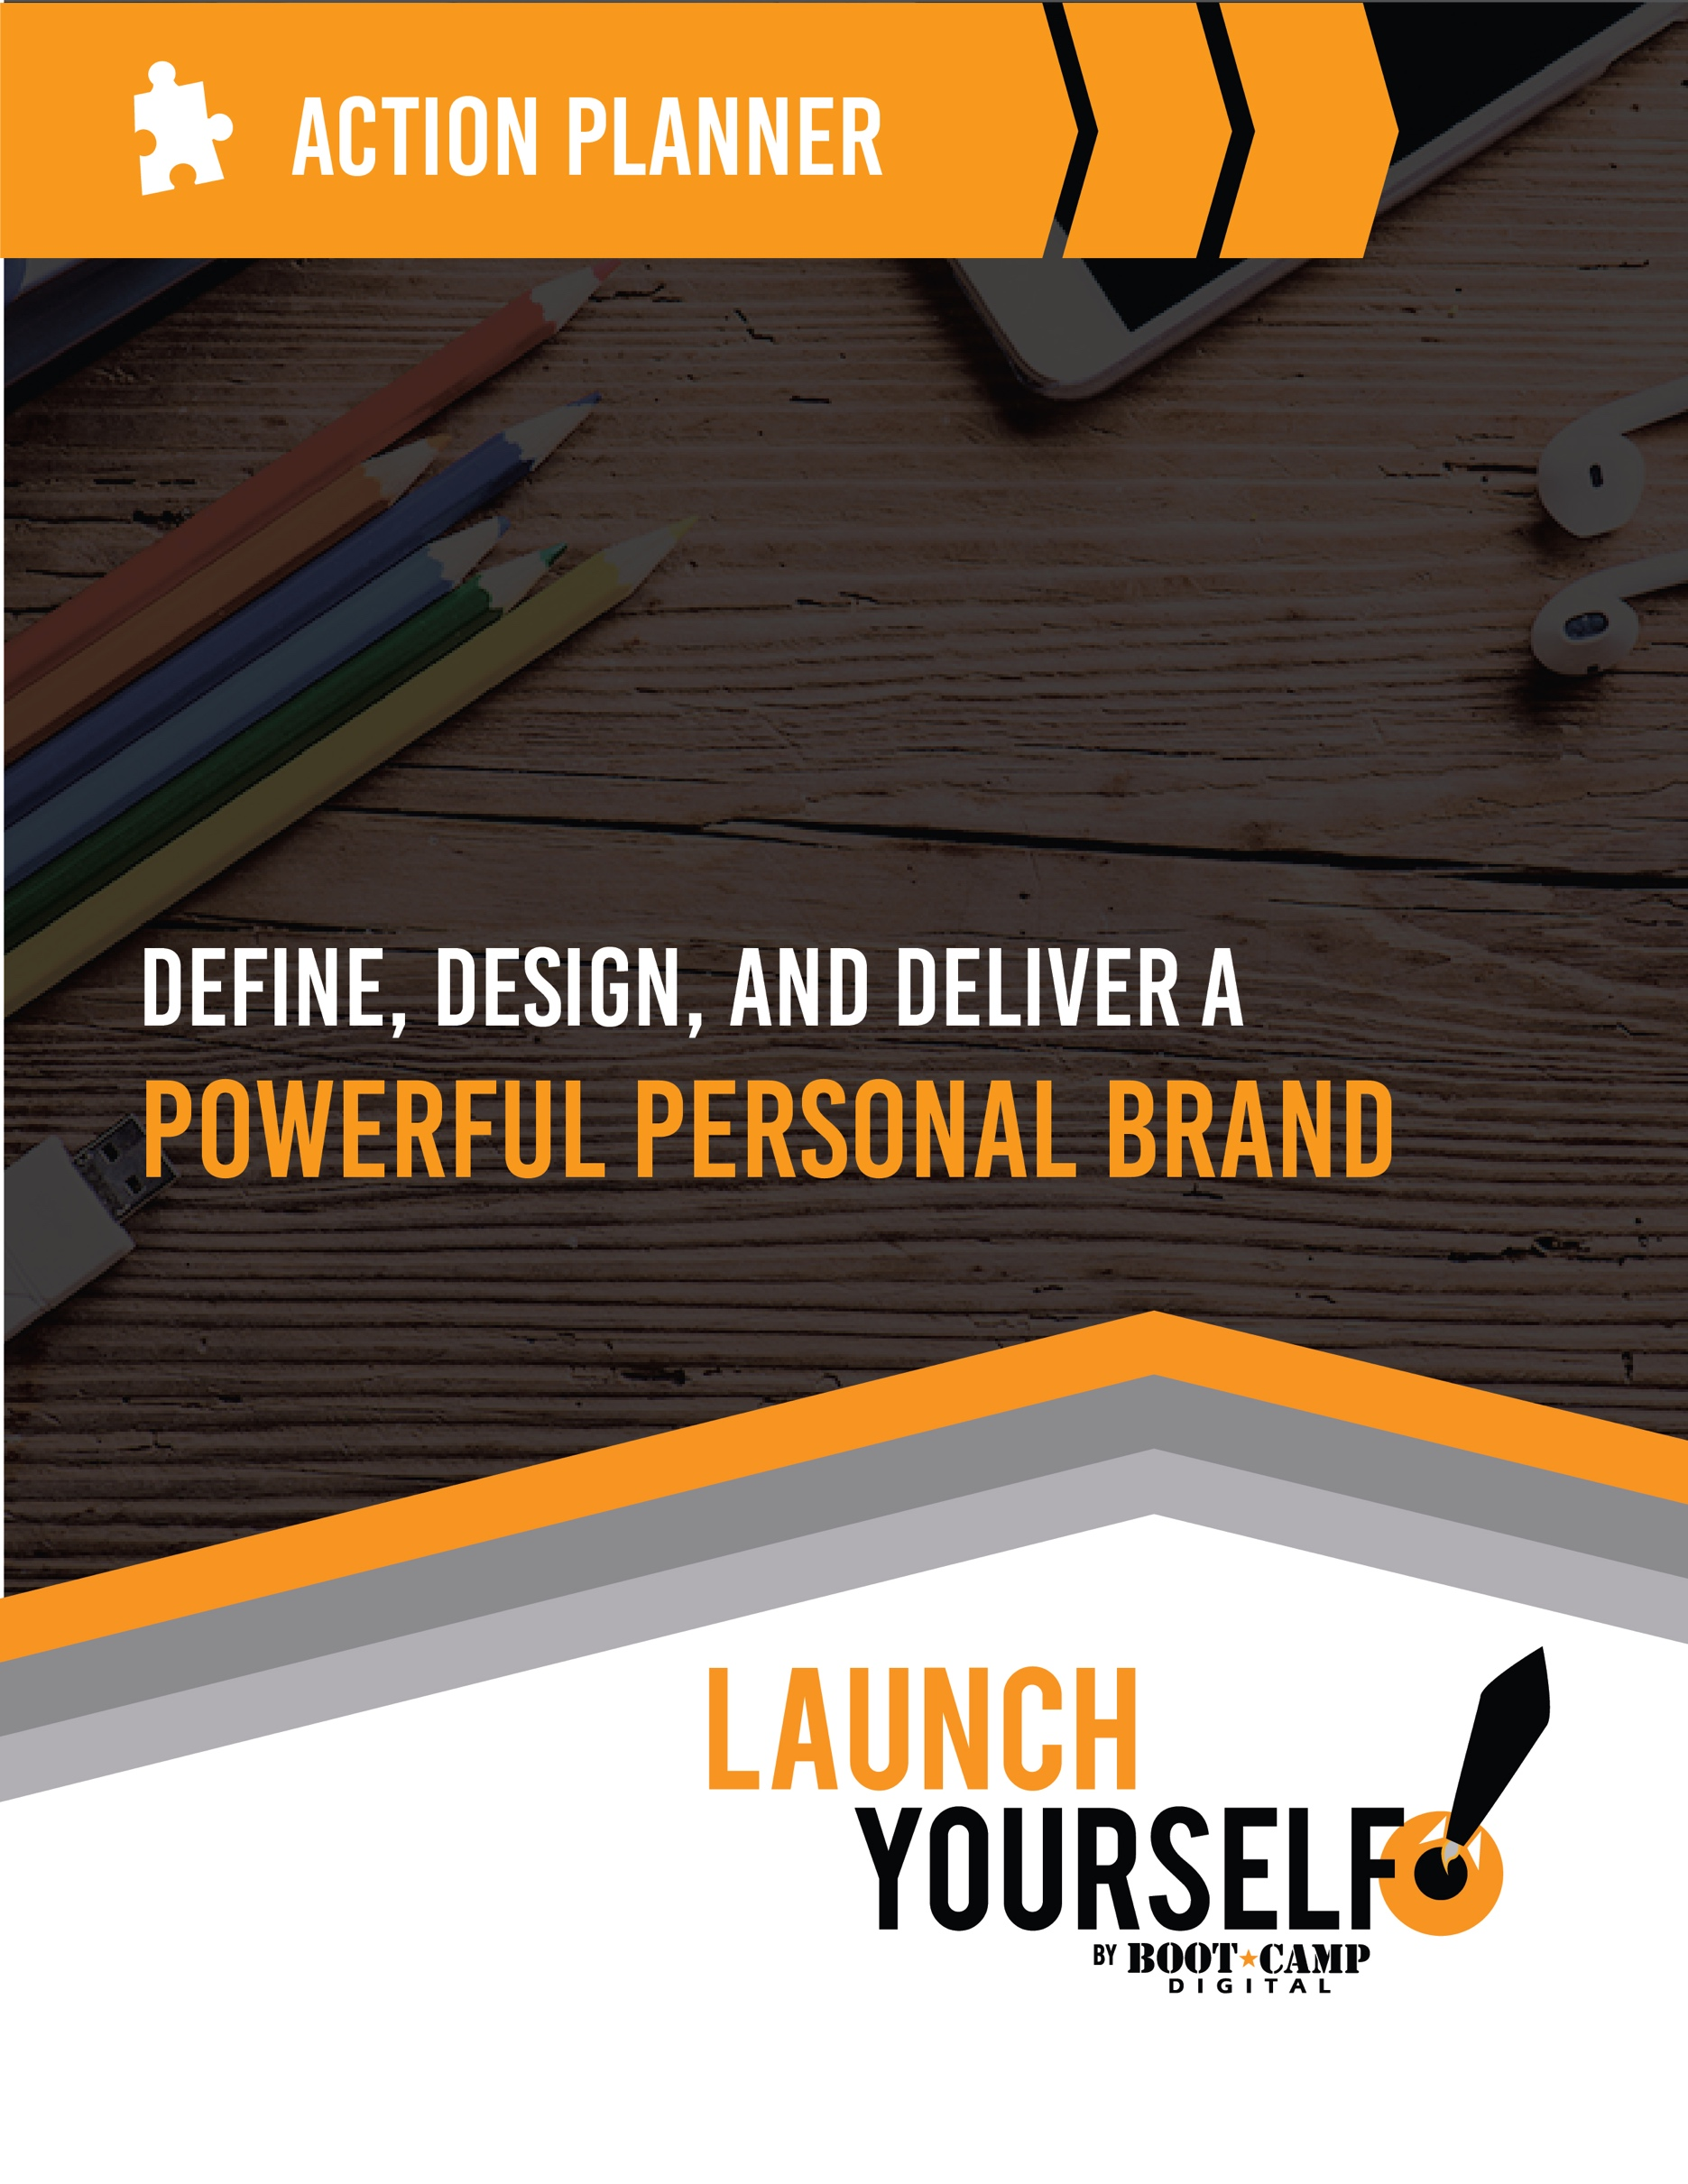 ACTION PLANNER
DEFINE, DESIGN, AND DELIVER A
POWERFUL PERSONAL BRAND
LAUNCH
YOURSELF
BY BOOT★CAMP
DIGITAL